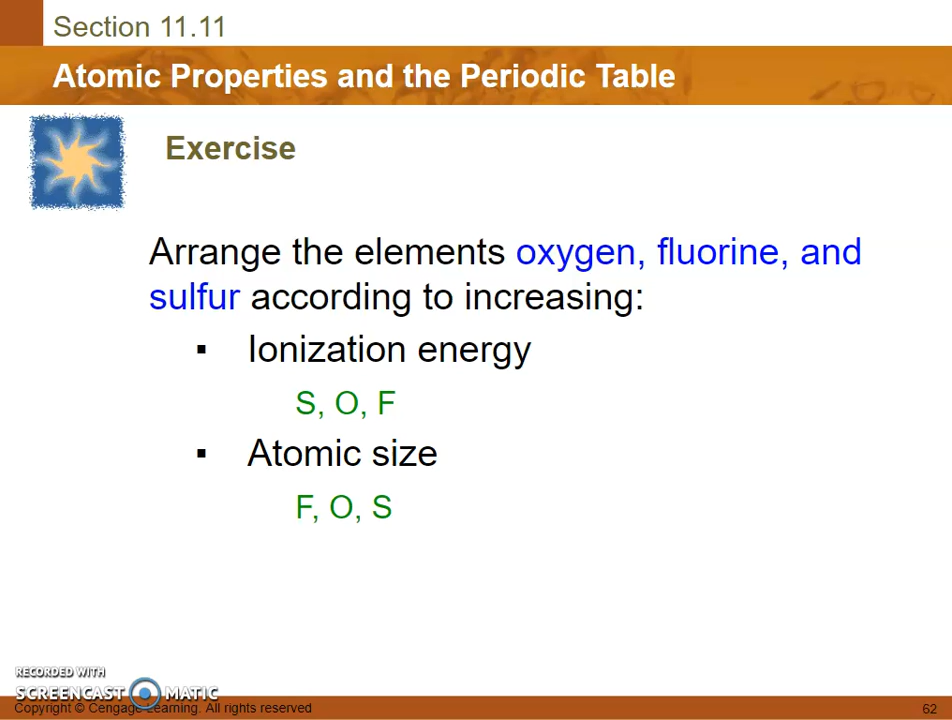 Section 11.11
Atomic Properties and the Periodic Table
Exercise
Arrange the elements oxygen, fluorine, and
sulfur according to increasing:
▪ Ionization energy
S, O, F
▪ Atomic size
F, O, S
RECORDED WITH
SCREENCAST MATIC
Copyright © Cengage Learning. All rights reserved
62